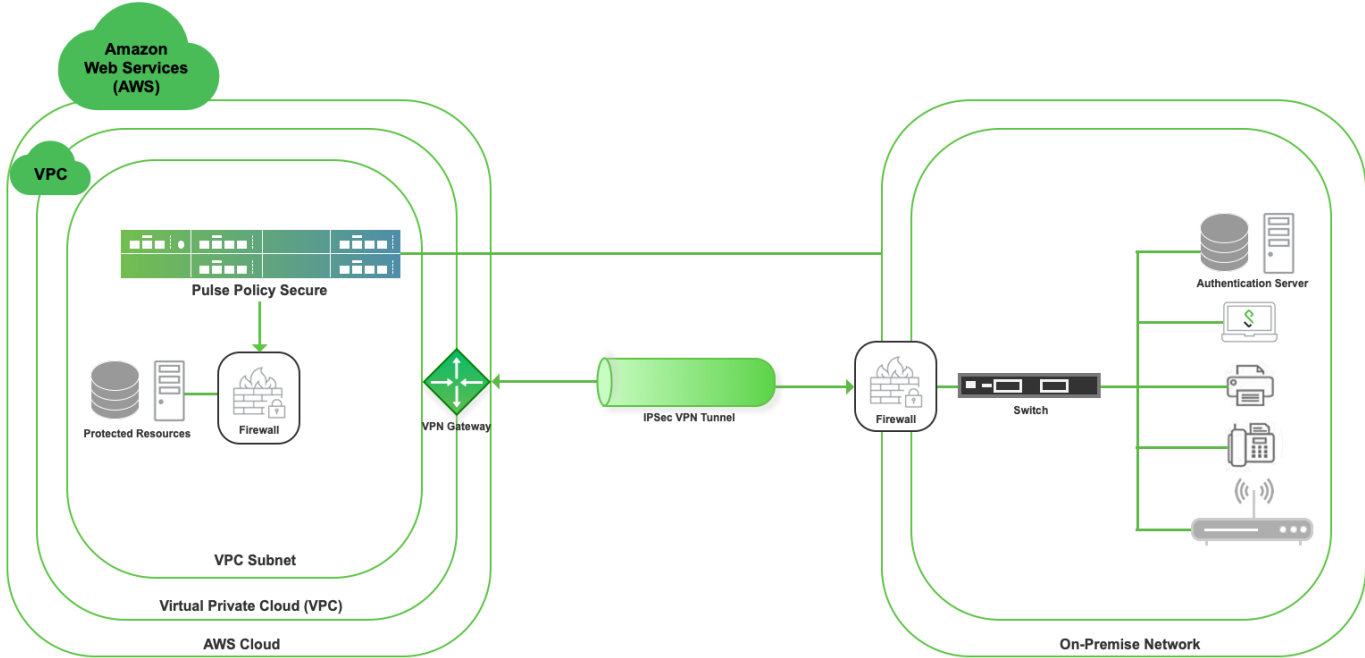 Amazon
Web Services
(AWS)
VPC
Pulse Policy Secure
Authentication Server
Protected Resources
Firewall
VPN Gateway
IPSec VPN Tunnel
Firewall
Switch
VPC Subnet
Virtual Private Cloud (VPC)
AWS Cloud
On-Premise Network